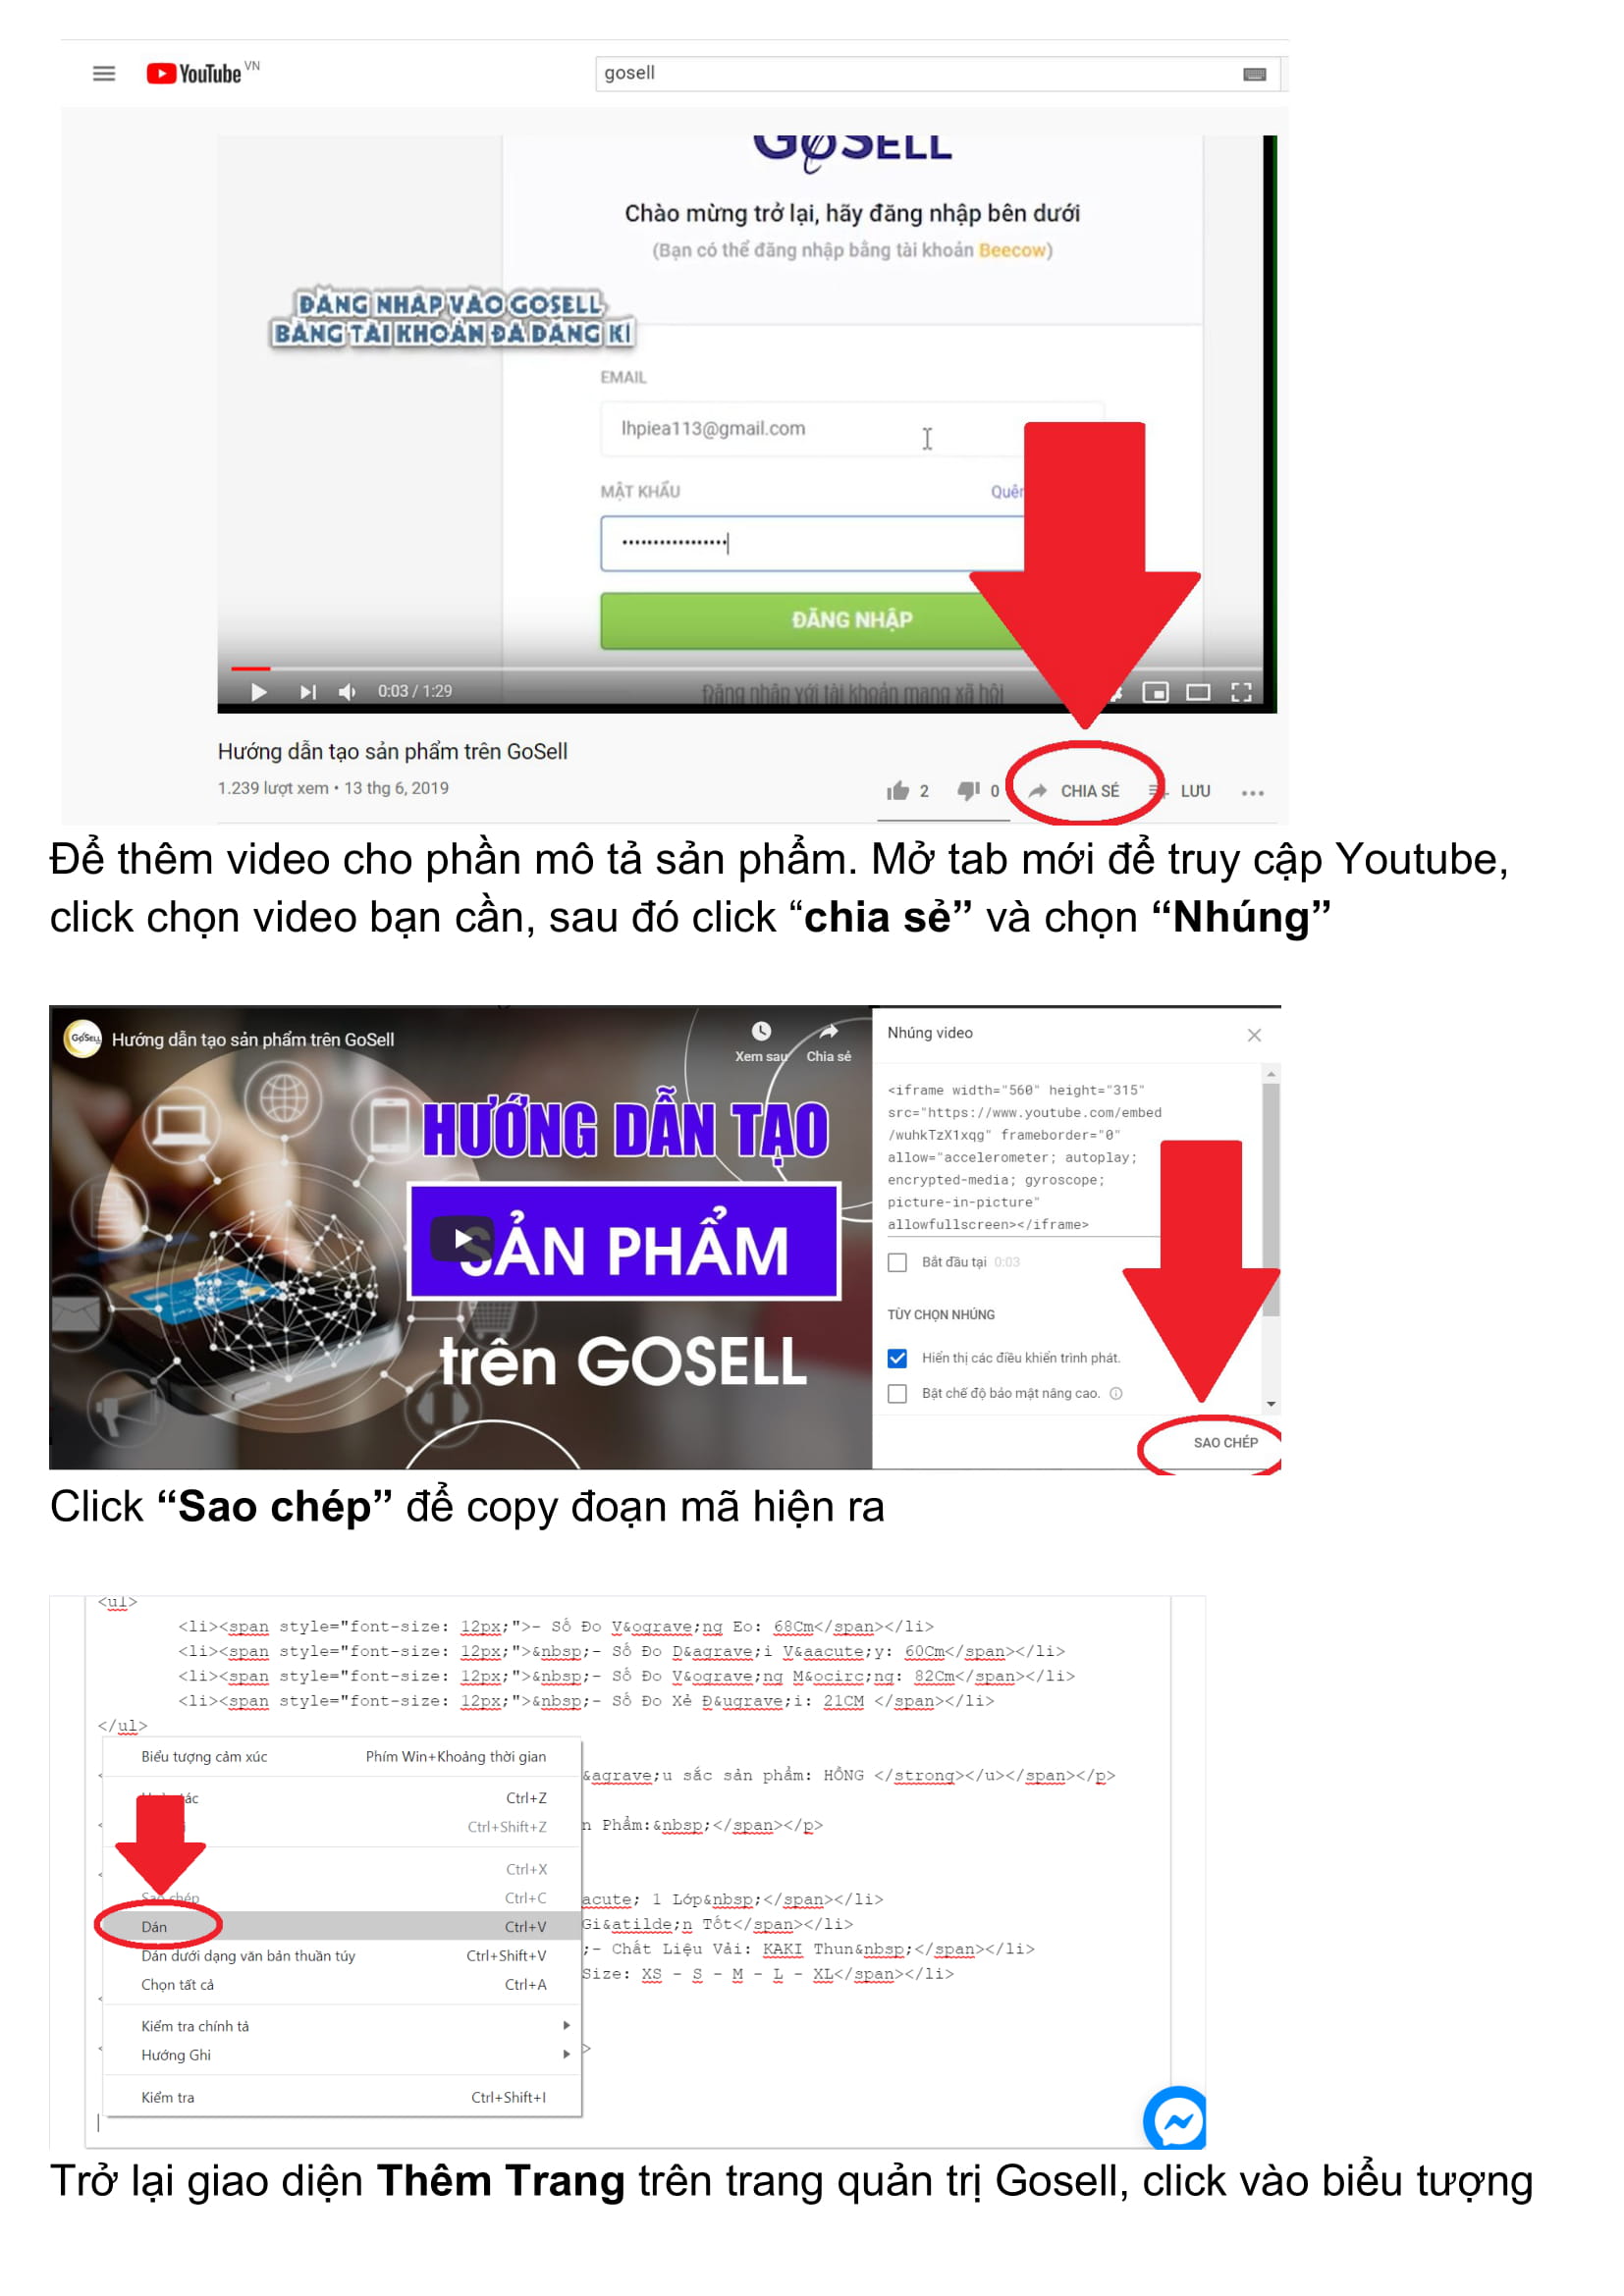 YouTube VN
gosell
GoSELL
Chào mừng trở lại, hãy đăng nhập bên dưới
(Bạn có thể đăng nhập bằng tài khoản Beecow)
ĐĂNG NHẬP VÀO GOSELL
BẰNG TÀI KHOẢN ĐÃ ĐĂNG KÍ
EMAIL
lhpiea113@gmail.com
MẬT KHẨU
ĐĂNG NHẬP
0:03 / 1:29
Đăng nhập với tài khoản mạng xã hội
Hướng dẫn tạo sản phẩm trên GoSell
1.239 lượt xem • 13 thg 6, 2019
2 0 CHIA SẺ LƯU
Để thêm video cho phần mô tả sản phẩm. Mở tab mới để truy cập Youtube,
click chọn video bạn cần, sau đó click “chia sẻ” và chọn “Nhúng”
GoSELL Hướng dẫn tạo sản phẩm trên GoSell
Xem sau Chia sẻ
HƯỚNG DẪN TẠO
SẢN PHẨM
trên GOSELL
Nhúng video
<iframe width="560" height="315"
src="https://www.youtube.com/embed
/wuhkTzX1xqg" frameborder="0"
allow="accelerometer; autoplay;
encrypted-media; gyroscope;
picture-in-picture"
allowfullscreen></iframe>
Bắt đầu tại 0:03
TÙY CHỌN NHÚNG
Hiển thị các điều khiển trình phát.
Bật chế độ bảo mật nâng cao.
SAO CHÉP
Click “Sao chép” để copy đoạn mã hiện ra
<ul>
<li><span style="font-size: 12px;">- Số Đo V&ograve;ng Eo: 68Cm</span></li>
<li><span style="font-size: 12px;">&nbsp;- Số Đo D&agrave;i V&aacute;y: 60Cm</span></li>
<li><span style="font-size: 12px;">&nbsp;- Số Đo V&ograve;ng M&ocirc;ng: 82Cm</span></li>
<li><span style="font-size: 12px;">&nbsp;- Số Đo Xẻ Đ&ugrave;i: 21CM </span></li>
</ul>
Biểu tượng cảm xúc Phím Win+Khoảng thời gian
&agrave;u sắc sản phẩm: HỒNG </strong></u></span></p>
Ctrl+Z
Ctrl+Shift+Z
n Phẩm:&nbsp;</span></p>
Ctrl+X
Sao chép Ctrl+C
acute; 1 Lớp&nbsp;</span></li>
Dán Ctrl+V
Gi&atilde;n Tốt</span></li>
Dán dưới dạng văn bản thuần túy Ctrl+Shift+V
;- Chất Liệu Vải: KAKI Thun&nbsp;</span></li>
Chọn tất cả Ctrl+A
Size: XS - S - M - L - XL</span></li>
Kiểm tra chính tả
Hướng Ghi
>
Kiểm tra Ctrl+Shift+I
Trở lại giao diện Thêm Trang trên trang quản trị Gosell, click vào biểu tượng